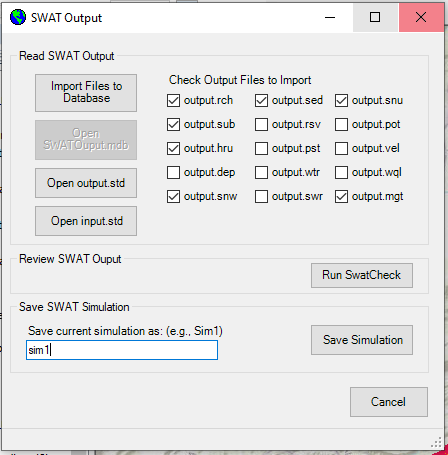 SWAT Output
Read SWAT Output
Import Files to
Database
Check Output Files to Import
output.rch output.sed output.snu
Open
SWATOuput.mdb
output.sub output.rsv output.pot
output.hru output.pst output.vel
Open output.std
output.dep output.wtr output.wql
output.snw output.swr output.mgt
Open input.std
Review SWAT Ouput
Run SwatCheck
Save SWAT Simulation
Save current simulation as: (e.g., Sim1)
sim1
Save Simulation
Cancel